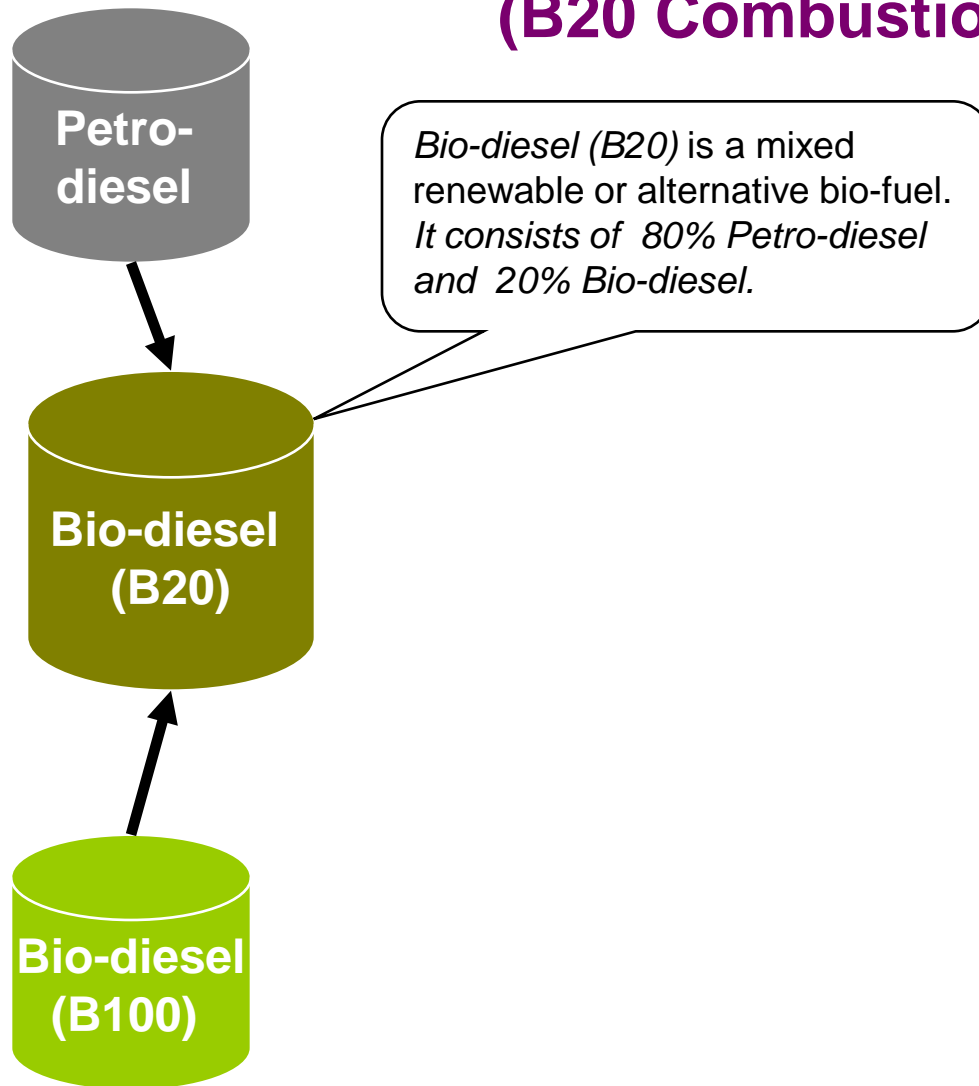 (B20 Combustio
Petro-
diesel
Bio-diesel (B20) is a mixed
renewable or alternative bio-fuel.
It consists of  80% Petro-diesel
and  20% Bio-diesel.
Bio-diesel
(B20)
Bio-diesel
(B100)